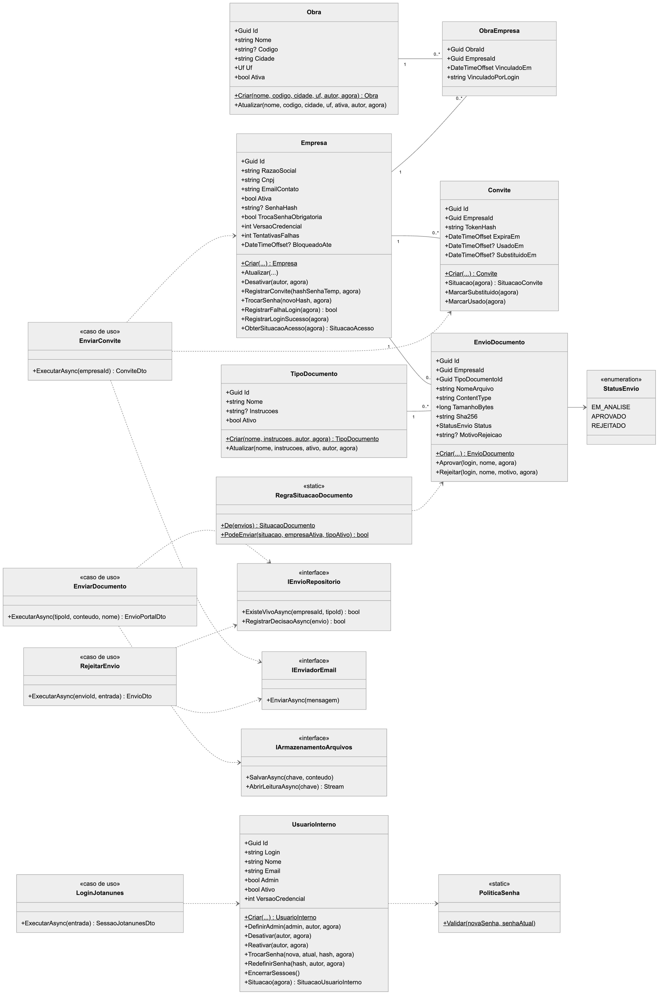 Obra
+Guid Id
+string Nome
+string? Codigo
+string Cidade
+Uf Uf
+bool Ativa
+Criar(nome, codigo, cidade, uf, autor, agora) : Obra
+Atualizar(nome, codigo, cidade, uf, ativa, autor, agora)
1
0..*
ObraEmpresa
+Guid ObraId
+Guid EmpresaId
+DateTimeOffset VinculadoEm
+string VinculadoPorLogin
0..*
1
Empresa
+Guid Id
+string RazaoSocial
+string Cnpj
+string EmailContato
+bool Ativa
+string? SenhaHash
+bool TrocaSenhaObrigatoria
+int VersaoCredencial
+int TentativasFalhas
+DateTimeOffset? BloqueadoAte
+Criar(...) : Empresa
+Atualizar(...)
+Desativar(autor, agora)
+RegistrarConvite(hashSenhaTemp, agora)
+TrocarSenha(novoHash, agora)
+RegistrarFalhaLogin(agora) : bool
+RegistrarLoginSucesso(agora)
+ObterSituacaoAcesso(agora) : SituacaoAcesso
1
0..*
Convite
+Guid Id
+Guid EmpresaId
+string TokenHash
+DateTimeOffset ExpiraEm
+DateTimeOffset? UsadoEm
+DateTimeOffset? SubstituidoEm
+Criar(...) : Convite
+Situacao(agora) : SituacaoConvite
+MarcarSubstituido(agora)
+MarcarUsado(agora)
«caso de uso»
EnviarConvite
+ExecutarAsync(empresaId) : ConviteDto
1
0..
EnvioDocumento
+Guid Id
+Guid EmpresaId
+Guid TipoDocumentoId
+string NomeArquivo
+string ContentType
+long TamanhoBytes
+string Sha256
+StatusEnvio Status
+string? MotivoRejeicao
+Criar(...) : EnvioDocumento
+Aprovar(login, nome, agora)
+Rejeitar(login, nome, motivo, agora)
«enumeration»
StatusEnvio
EM_ANALISE
APROVADO
REJEITADO
TipoDocumento
+Guid Id
+string Nome
+string? Instrucoes
+bool Ativo
+Criar(nome, instrucoes, autor, agora) : TipoDocumento
+Atualizar(nome, instrucoes, ativo, autor, agora)
1
0..*
«static»
RegraSituacaoDocumento
+De(envios) : SituacaoDocumento
+PodeEnviar(situacao, empresaAtiva, tipoAtivo) : bool
«caso de uso»
EnviarDocumento
+ExecutarAsync(tipoId, conteudo, nome) : EnvioPortalDto
«interface»
IEnvioRepositorio
+ExisteVivoAsync(empresaId, tipoId) : bool
+RegistrarDecisaoAsync(envio) : bool
«caso de uso»
RejeitarEnvio
+ExecutarAsync(envioId, entrada) : EnvioDto
«interface»
IEnviadorEmail
+EnviarAsync(mensagem)
«interface»
IArmazenamentoArquivos
+SalvarAsync(chave, conteudo)
+AbrirLeituraAsync(chave) : Stream
UsuarioInterno
+Guid Id
+string Login
+string Nome
+string Email
+bool Admin
+bool Ativo
+int VersaoCredencial
+Criar(...) : UsuarioInterno
+DefinirAdmin(admin, autor, agora)
+Desativar(autor, agora)
+Reativar(autor, agora)
+TrocarSenha(nova, atual, hash, agora)
+RedefinirSenha(hash, autor, agora)
+EncerrarSessoes()
+Situacao(agora) : SituacaoUsuarioInterno
«caso de uso»
LoginJotanunes
+ExecutarAsync(entrada) : SessaoJotanunesDto
«static»
PoliticaSenha
+Validar(novaSenha, senhaAtual)